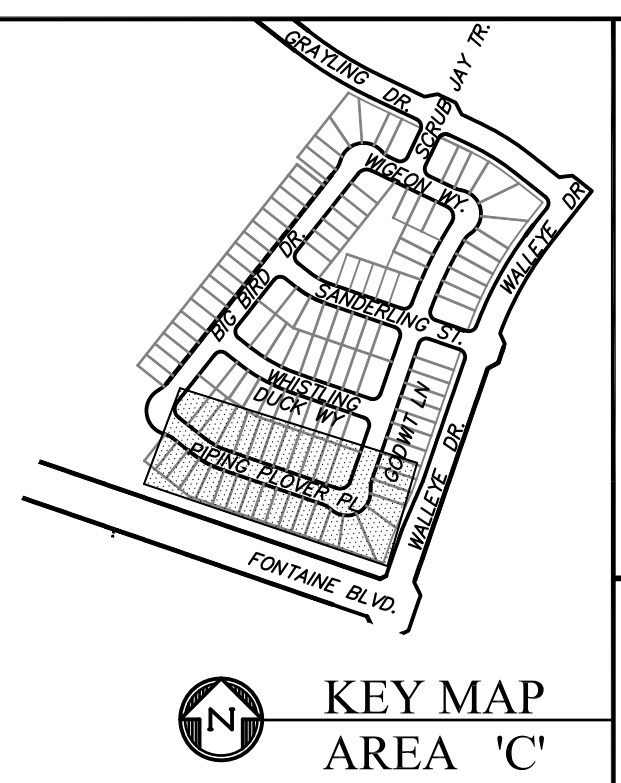 GRAYLING DR.
SCRUB JAY TR.
WIGEON WY.
WALLEYE DR
BIG BIRD DR.
SANDERLING ST.
WHISTLING
DUCK WY
GODWIT LN
PIPING PLOVER PL
WALLEYE DR.
FONTAINE BLVD.
N
KEY MAP
AREA 'C'